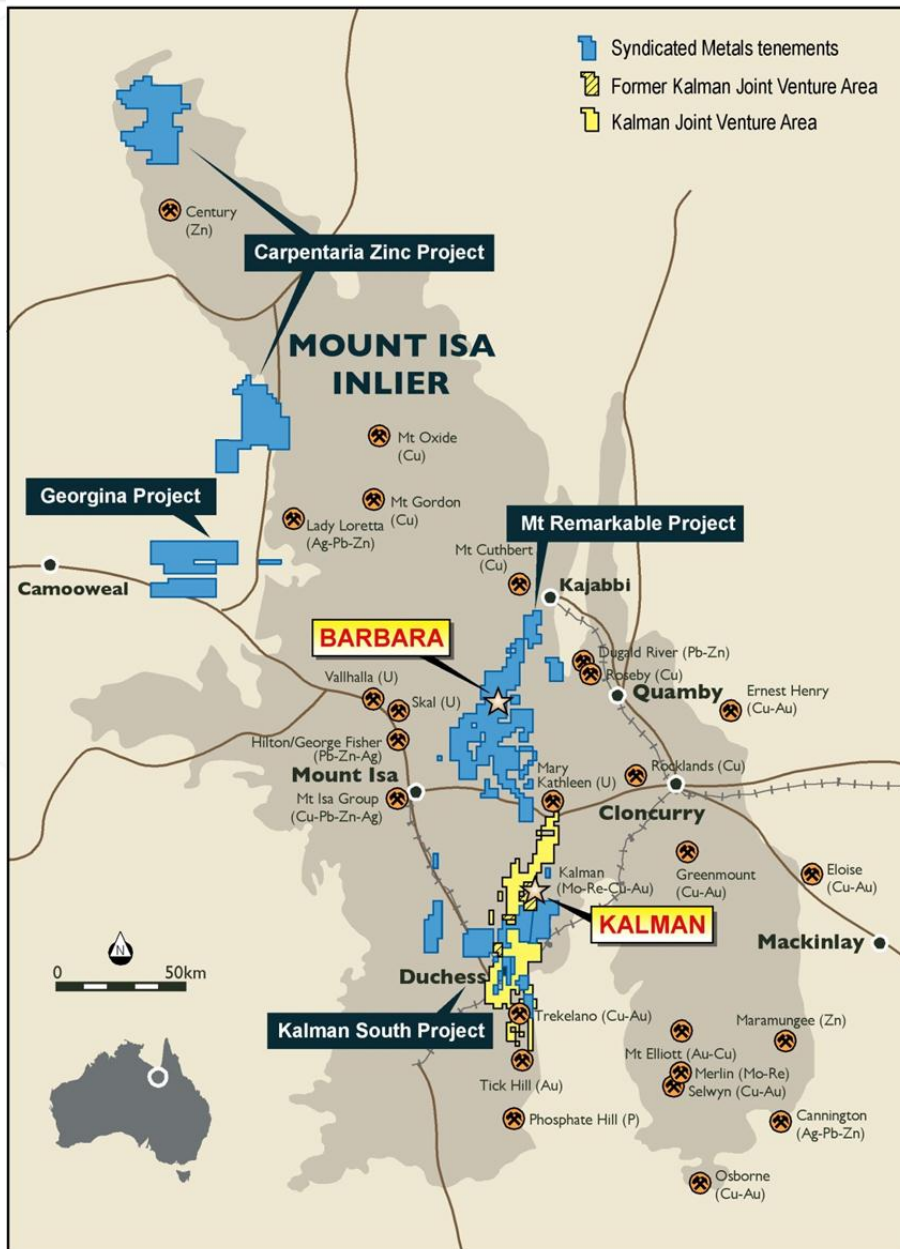 Syndicated Metals tenements
Former Kalman Joint Venture Area
Kalman Joint Venture Area
Century
(Zn)
Carpentaria Zinc Project
MOUNT ISA
INLIER
Mt Oxide
(Cu)
Georgina Project
Mt Gordon
(Cu)
Lady Loretta
(Ag-Pb-Zn)
Mt Remarkable Project
Mt Cuthbert
(Cu)
Camooweal
Kajabbi
BARBARA
Dugald River (Pb-Zn)
Roseby (Cu)
Vallhalla (U)
Skal (U)
Quamby
Ernest Henry
(Cu-Au)
Hilton/George Fisher
(Pb-Zn-Ag)
Mount Isa
Mt Isa Group
(Cu-Pb-Zn-Ag)
Mary
Kathleen (U)
Rocklands (Cu)
Cloncurry
Greenmount
(Cu-Au)
Eloise
(Cu-Au)
Kalman
(Mo-Re-Cu-Au)
KALMAN
Mackinlay
N
0 50km
Duchess
Kalman South Project
Trekelano (Cu-Au)
Maramungee (Zn)
Mt Elliott (Au-Cu)
Merlin (Mo-Re)
Selwyn (Cu-Au)
Tick Hill (Au)
Phosphate Hill (P)
Cannington
(Ag-Pb-Zn)
Osborne
(Cu-Au)